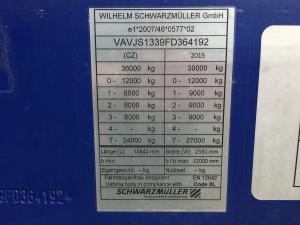 WILHELM SCHWARZMÜLLER GmbH
e1*2007/46*0577*02
VAVJS1339FD364192
(CZ) 2015
36000 kg 39000 kg
0 - 12000 kg 0 - 12000 kg
1 - 8000 kg 1 - 9000 kg
2 - 8000 kg 2 - 9000 kg
3 - 8000 kg 3 - 9000 kg
4 - kg 4 - kg
T - 24000 kg T - 27000 kg
Länge (L) 13840 mm Breite (W) 2550 mm
b min: b / b max 12000 mm
Eigengewicht - kg Nutzlast - kg
Fahrzeugaufbau entspricht EN 12642
Vehicle body in compliance with Code XL
SCHWARZMÜLLER
9FD364192*